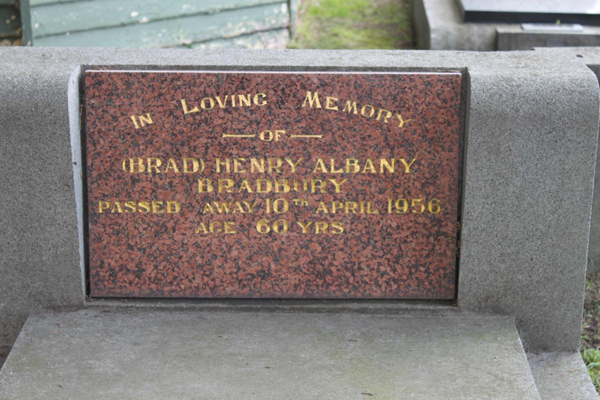 IN LOVING MEMORY
OF
(BRAD) HENRY ALBANY
BRADBURY
PASSED AWAY 10TH APRIL 1956
AGE 60 YRS